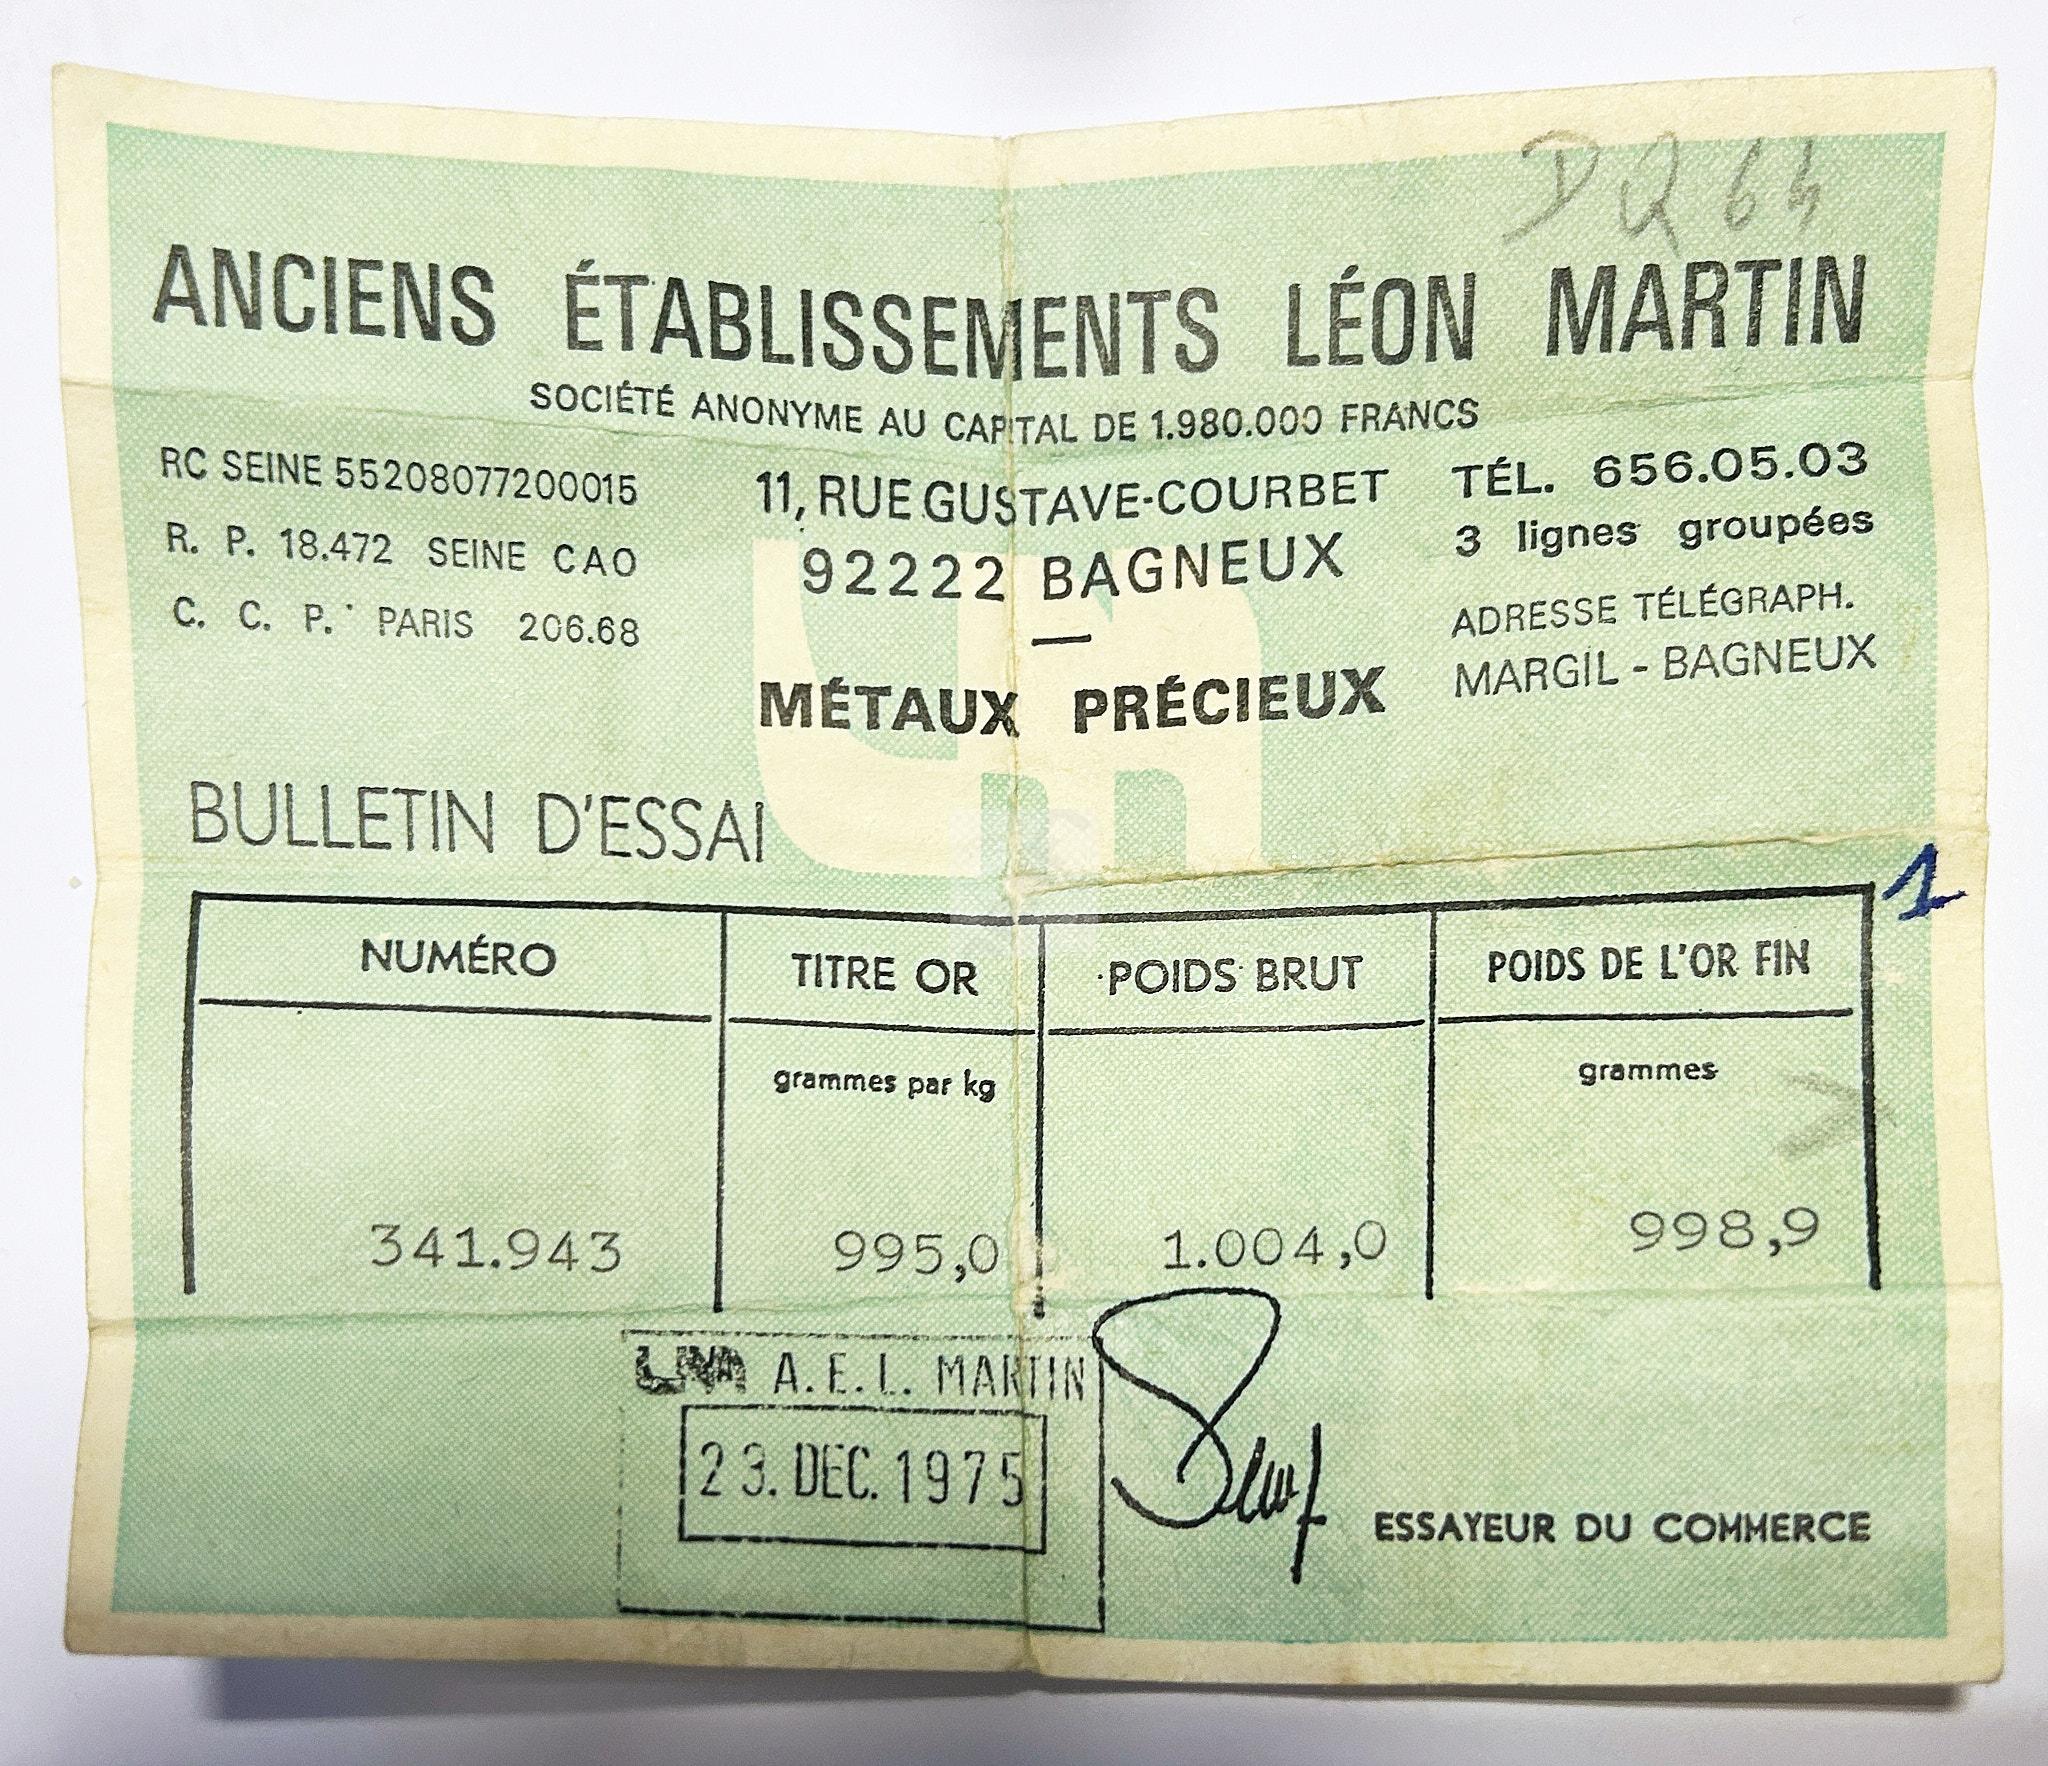 DQ 64
ANCIENS ÉTABLISSEMENTS LÉON MARTIN
SOCIÉTÉ ANONYME AU CAPITAL DE 1.980.000 FRANCS
RC SEINE 55208077200015
R. P. 18.472 SEINE CAO
C. C. P. PARIS 206.68
11, RUE GUSTAVE-COURBET
92222 BAGNEUX
MÉTAUX PRÉCIEUX
TÉL. 656.05.03
3 lignes groupées
ADRESSE TÉLÉGRAPH.
MARGIL - BAGNEUX
BULLETIN D'ESSAI
1
NUMÉRO TITRE OR POIDS BRUT POIDS DE L'OR FIN
grammes par kg grammes
341.943 995,0 1.004,0 998,9
A.E.L. MARTIN
23. DEC. 1975
ESSAYEUR DU COMMERCE